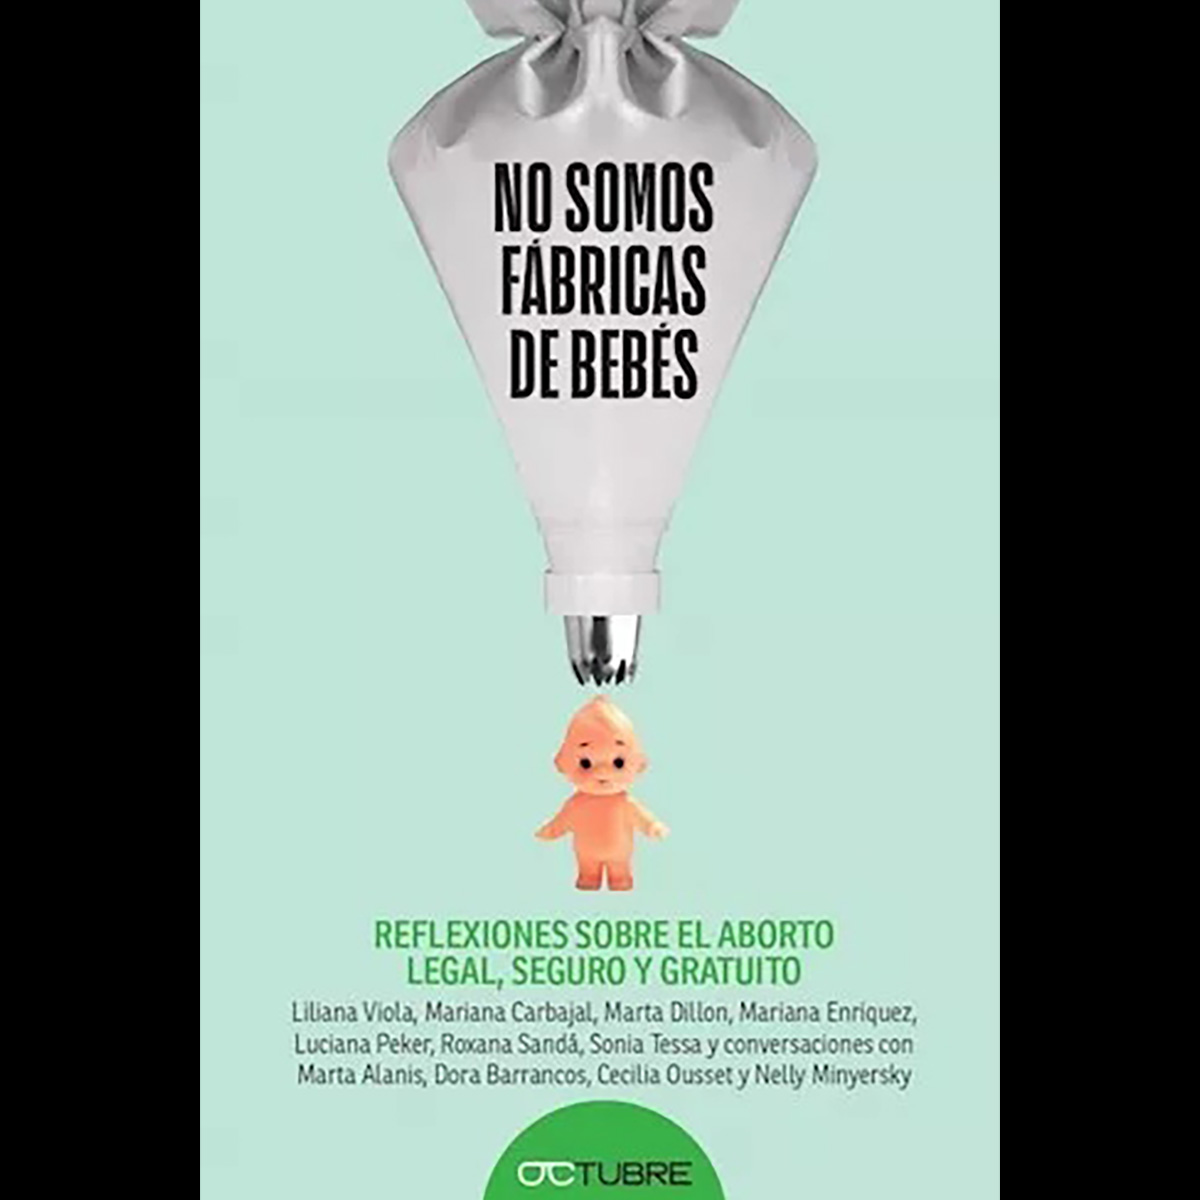 NO SOMOS
FÁBRICAS
DE BEBÉS
REFLEXIONES SOBRE EL ABORTO
LEGAL, SEGURO Y GRATUITO
Liliana Viola, Mariana Carbajal, Marta Dillon, Mariana Enríquez,
Luciana Peker, Roxana Sandá, Sonia Tessa y conversaciones con
Marta Alanis, Dora Barrancos, Cecilia Ousset y Nelly Minyersky
OCTUBRE